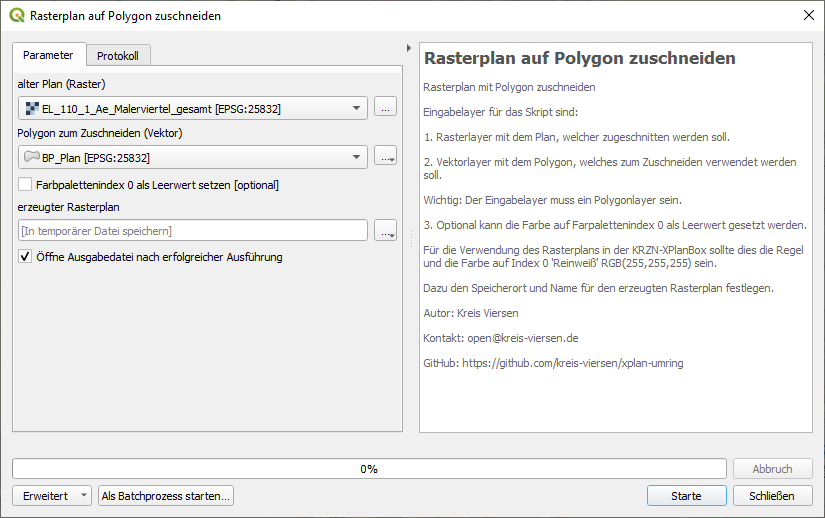 Rasterplan auf Polygon zuschneiden
Parameter
Protokoll
alter Plan (Raster)
EL_110_1_Ae_Malerviertel_gesamt [EPSG:25832]
...
Polygon zum Zuschneiden (Vektor)
BP_Plan [EPSG:25832]
...
Farbpalettenindex 0 als Leerwert setzen [optional]
erzeugter Rasterplan
[In temporärer Datei speichern]
...
Öffne Ausgabedatei nach erfolgreicher Ausführung
Rasterplan auf Polygon zuschneiden
Rasterplan mit Polygon zuschneiden
Eingabelayer für das Skript sind:
1. Rasterlayer mit dem Plan, welcher zugeschnitten werden soll.
2. Vektorlayer mit dem Polygon, welches zum Zuschneiden verwendet werden
soll.
Wichtig: Der Eingabelayer muss ein Polygonlayer sein.
3. Optional kann die Farbe auf Farpalettenindex 0 als Leerwert gesetzt werden.
Für die Verwendung des Rasterplans in der KRZN-XPlanBox sollte dies die Regel
und die Farbe auf Index 0 'Reinweiß' RGB(255,255,255) sein.
Dazu den Speicherort und Name für den erzeugten Rasterplan festlegen.
Autor: Kreis Viersen
Kontakt: open@kreis-viersen.de
GitHub: https://github.com/kreis-viersen/xplan-umring
0%
Abbruch
Erweitert
Als Batchprozess starten...
Starte
Schließen